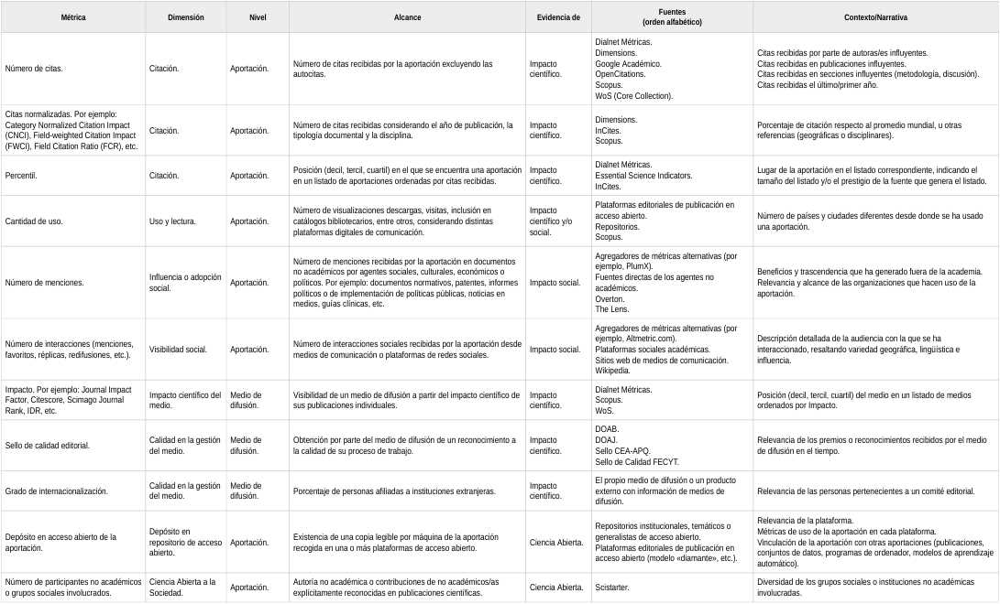 Métrica
Dimensión
Nivel
Alcance
Evidencia de
Fuentes
(orden alfabético)
Contexto/Narrativa
Número de citas.
Citación.
Aportación.
Número de citas recibidas por la aportación excluyendo las
autocitas.
Impacto
científico.
Dialnet Métricas.
Dimensions.
Google Académico.
OpenCitations.
Scopus.
WoS (Core Collection).
Citas recibidas por parte de autoras/es influyentes.
Citas recibidas en publicaciones influyentes.
Citas recibidas en secciones influyentes (metodología, discusión).
Citas recibidas el último/primer año.
Citas normalizadas. Por ejemplo:
Category Normalized Citation Impact
(CNCI), Field-weighted Citation Impact
(FWCI), Field Citation Ratio (FCR), etc.
Citación.
Aportación.
Número de citas recibidas considerando el año de publicación, la
tipología documental y la disciplina.
Impacto
científico.
Dimensions.
InCites.
Scopus.
Porcentaje de citación respecto al promedio mundial, u otras
referencias (geográficas o disciplinares).
Percentil.
Citación.
Aportación.
Posición (decil, tercil, cuartil) en el que se encuentra una aportación
en un listado de aportaciones ordenadas por citas recibidas.
Impacto
científico.
Dialnet Métricas.
Essential Science Indicators.
InCites.
Lugar de la aportación en el listado correspondiente, indicando el
tamaño del listado y/o el prestigio de la fuente que genera el listado.
Cantidad de uso.
Uso y lectura.
Aportación.
Número de visualizaciones descargas, visitas, inclusión en
catálogos bibliotecarios, entre otros, considerando distintas
plataformas digitales de comunicación.
Impacto
científico y/o
social.
Plataformas editoriales de publicación en
acceso abierto.
Repositorios.
Scopus.
Número de países y ciudades diferentes desde donde se ha usado
una aportación.
Número de menciones.
Influencia o adopción
social.
Aportación.
Número de menciones recibidas por la aportación en documentos
no académicos por agentes sociales, culturales, económicos o
políticos. Por ejemplo: documentos normativos, patentes, informes
políticos o de implementación de políticas públicas, noticias en
medios, guías clínicas, etc.
Impacto social.
Agregadores de métricas alternativas (por
ejemplo, PlumX).
Fuentes directas de los agentes no
académicos.
Overton.
The Lens.
Beneficios y trascendencia que ha generado fuera de la academia.
Relevancia y alcance de las organizaciones que hacen uso de la
aportación.
Número de interacciones (menciones,
favoritos, réplicas, redifusiones, etc.).
Visibilidad social.
Aportación.
Número de interacciones sociales recibidas por la aportación desde
medios de comunicación o plataformas de redes sociales.
Impacto social.
Agregadores de métricas alternativas (por
ejemplo, Altmetric.com).
Plataformas sociales académicas.
Sitios web de medios de comunicación.
Wikipedia.
Descripción detallada de la audiencia con la que se ha
interaccionado, resaltando variedad geográfica, lingüística e
influencia.
Impacto. Por ejemplo: Journal Impact
Factor, Citescore, Scimago Journal
Rank, IDR, etc.
Impacto científico del
medio.
Medio de
difusión.
Visibilidad de un medio de difusión a partir del impacto científico de
sus publicaciones individuales.
Impacto
científico.
Dialnet Métricas.
Scopus.
WoS.
Posición (decil, tercil, cuartil) del medio en un listado de medios
ordenados por Impacto.
Sello de calidad editorial.
Calidad en la gestión
del medio.
Medio de
difusión.
Obtención por parte del medio de difusión de un reconocimiento a
la calidad de su proceso de trabajo.
Impacto
científico.
DOAB.
DOAJ.
Sello CEA-APQ.
Sello de Calidad FECYT.
Relevancia de los premios o reconocimientos recibidos por el medio
de difusión en el tiempo.
Grado de internacionalización.
Calidad en la gestión
del medio.
Medio de
difusión.
Porcentaje de personas afiliadas a instituciones extranjeras.
Impacto
científico.
El propio medio de difusión o un producto
externo con información de medios de
difusión.
Relevancia de las personas pertenecientes a un comité editorial.
Depósito en acceso abierto de la
aportación.
Depósito en
repositorio de acceso
abierto.
Aportación.
Existencia de una copia legible por máquina de la aportación
recogida en una o más plataformas de acceso abierto.
Ciencia Abierta.
Repositorios institucionales, temáticos o
generalistas de acceso abierto.
Plataformas editoriales de publicación en
acceso abierto (modelo «diamante», etc.).
Relevancia de la plataforma.
Métricas de uso de la aportación en cada plataforma.
Vinculación de la aportación con otras aportaciones (publicaciones,
conjuntos de datos, programas de ordenador, modelos de aprendizaje
automático).
Número de participantes no académicos
o grupos sociales involucrados.
Ciencia Abierta a la
Sociedad.
Aportación.
Autoría no académica o contribuciones de no académicos/as
explícitamente reconocidas en publicaciones científicas.
Ciencia Abierta.
Scistarter.
Diversidad de los grupos sociales o instituciones no académicas
involucradas.